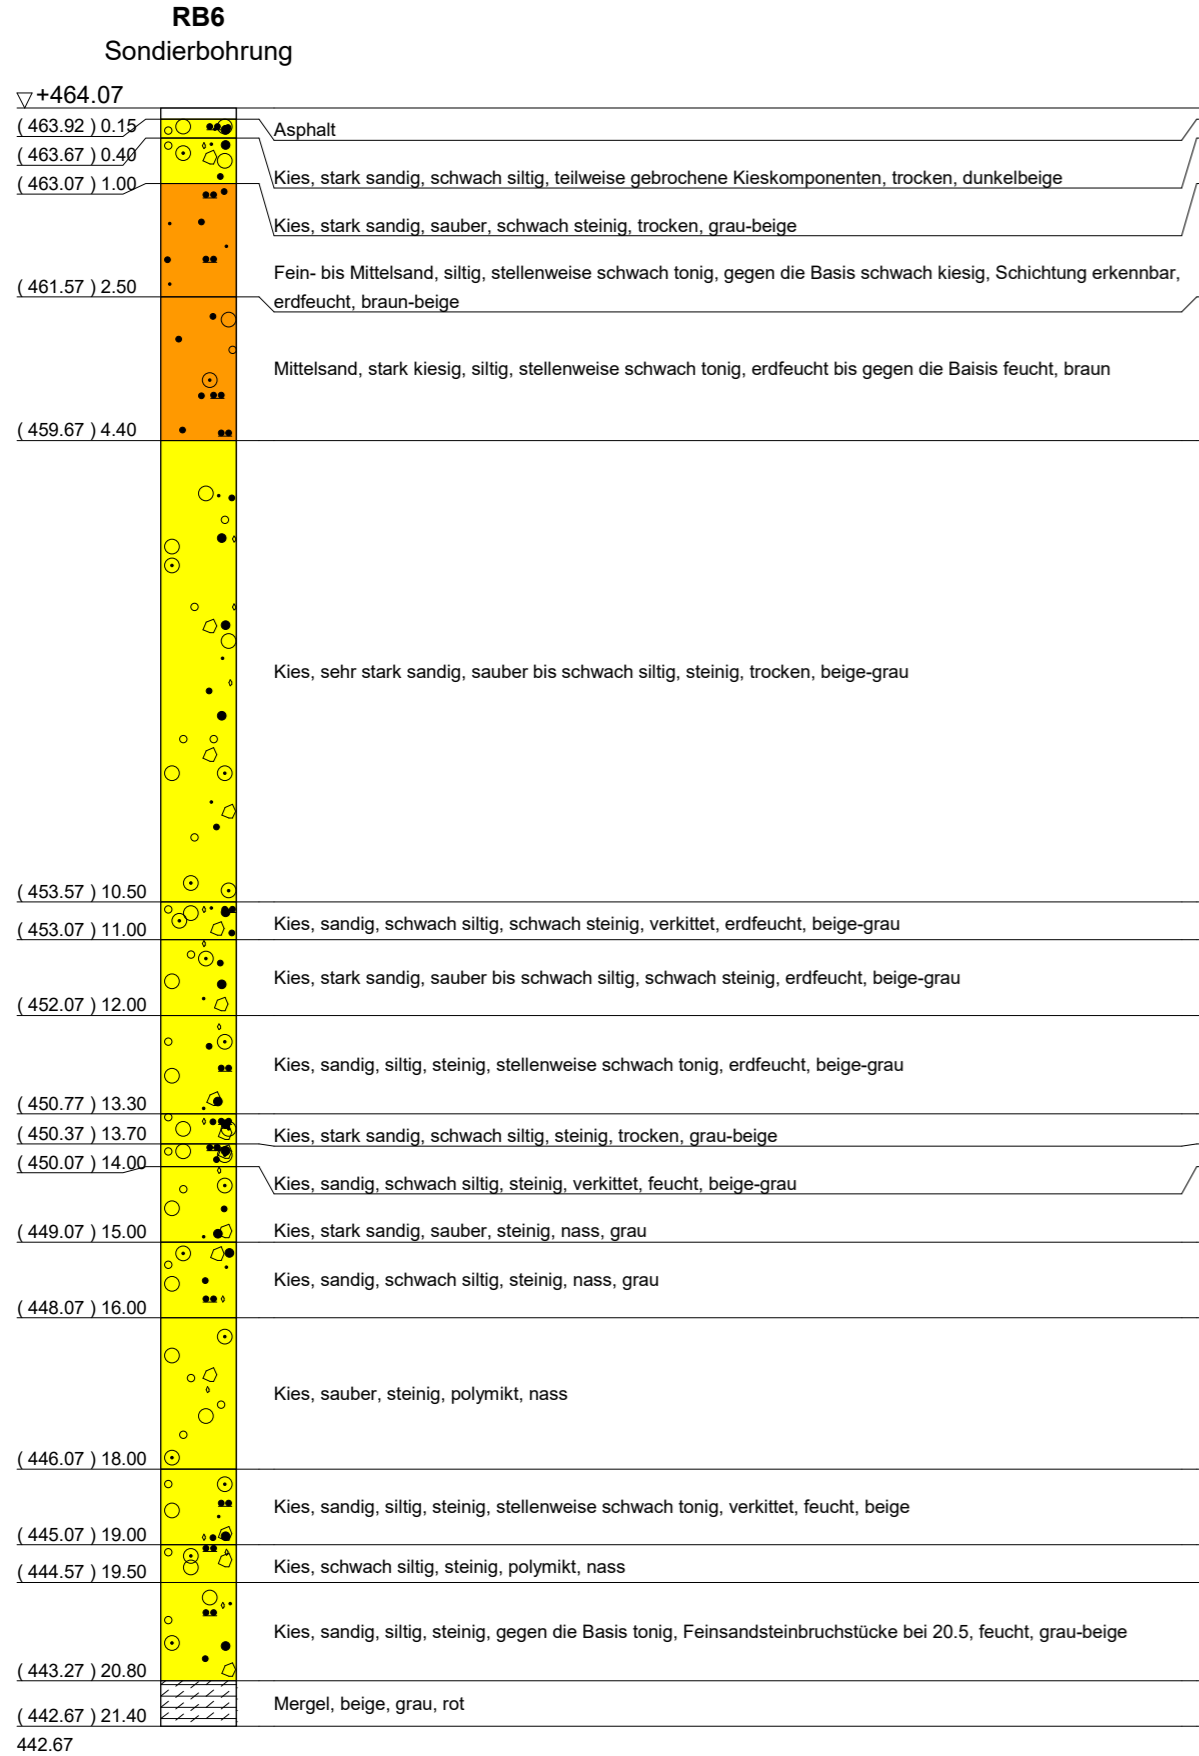 RB6
Sondierbohrung
+464.07
( 463.92 ) 0.15
Asphalt
( 463.67 ) 0.40
Kies, stark sandig, schwach siltig, teilweise gebrochene Kieskomponenten, trocken, dunkelbeige
( 463.07 ) 1.00
Kies, stark sandig, sauber, schwach steinig, trocken, grau-beige
Fein- bis Mittelsand, siltig, stellenweise schwach tonig, gegen die Basis schwach kiesig, Schichtung erkennbar,
erdfeucht, braun-beige
( 461.57 ) 2.50
Mittelsand, stark kiesig, siltig, stellenweise schwach tonig, erdfeucht bis gegen die Baisis feucht, braun
( 459.67 ) 4.40
Kies, sehr stark sandig, sauber bis schwach siltig, steinig, trocken, beige-grau
( 453.57 ) 10.50
Kies, sandig, schwach siltig, schwach steinig, verkittet, erdfeucht, beige-grau
( 453.07 ) 11.00
Kies, stark sandig, sauber bis schwach siltig, schwach steinig, erdfeucht, beige-grau
( 452.07 ) 12.00
Kies, sandig, siltig, steinig, stellenweise schwach tonig, erdfeucht, beige-grau
( 450.77 ) 13.30
Kies, stark sandig, schwach siltig, steinig, trocken, grau-beige
( 450.37 ) 13.70
Kies, sandig, schwach siltig, steinig, verkittet, feucht, beige-grau
( 450.07 ) 14.00
Kies, stark sandig, sauber, steinig, nass, grau
( 449.07 ) 15.00
Kies, sandig, schwach siltig, steinig, nass, grau
( 448.07 ) 16.00
Kies, sauber, steinig, polymikt, nass
( 446.07 ) 18.00
Kies, sandig, siltig, steinig, stellenweise schwach tonig, verkittet, feucht, beige
( 445.07 ) 19.00
Kies, schwach siltig, steinig, polymikt, nass
( 444.57 ) 19.50
Kies, sandig, siltig, steinig, gegen die Basis tonig, Feinsandsteinbruchstücke bei 20.5, feucht, grau-beige
( 443.27 ) 20.80
Mergel, beige, grau, rot
( 442.67 ) 21.40
442.67